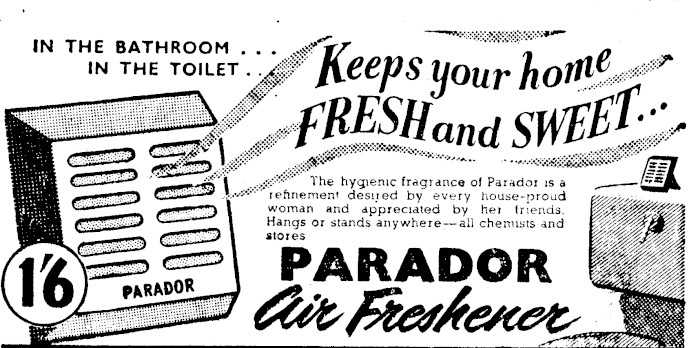 IN THE BATHROOM ...
IN THE TOILET ...
Keeps your home
FRESH and SWEET...
The hygienic fragrance of Parador is a
refinement desired by every house-proud
woman and appreciated by her friends.
Hangs or stands anywhere—all chemists and
stores
1'6
PARADOR
PARADOR
Air Freshener